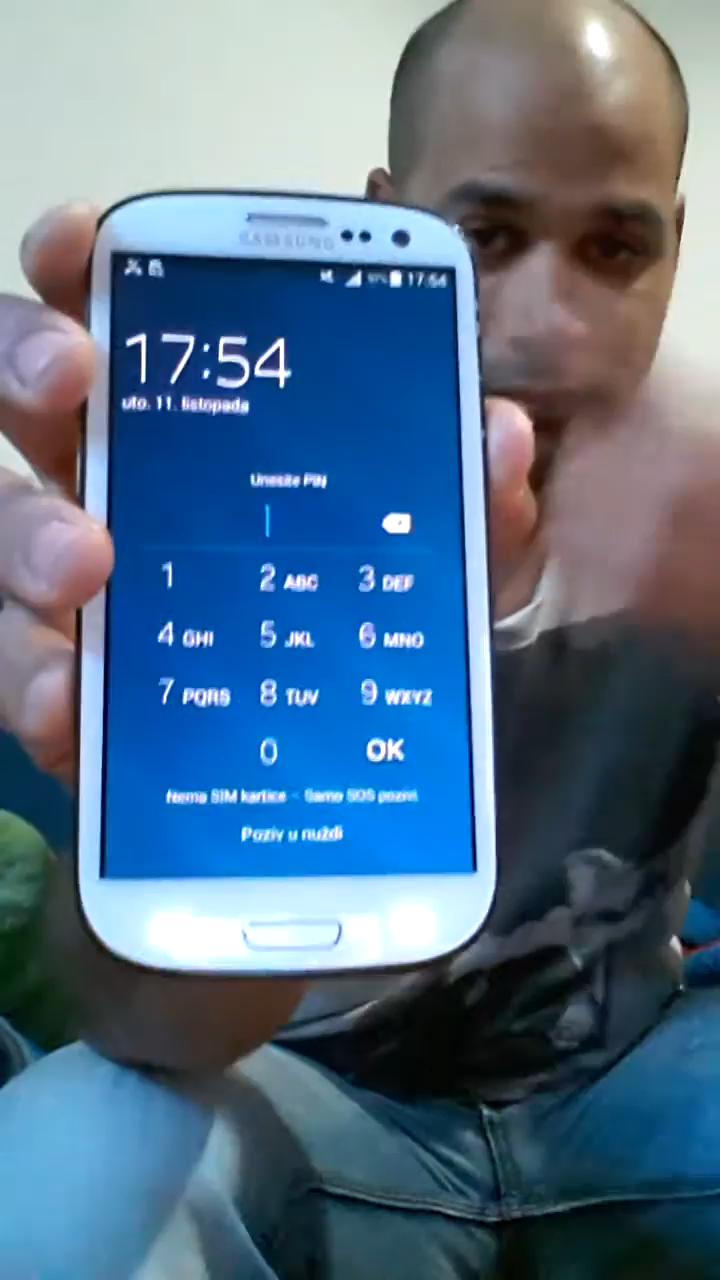 SAMSUNG
17:54
17:54
uto. 11. listopada
Unesite PIN
1
2 ABC
3 DEF
4 GHI
5 JKL
6 MNO
7 PQRS
8 TUV
9 WXYZ
0
OK
Nema SIM kartice - Samo SOS pozivi
Poziv u nuždi